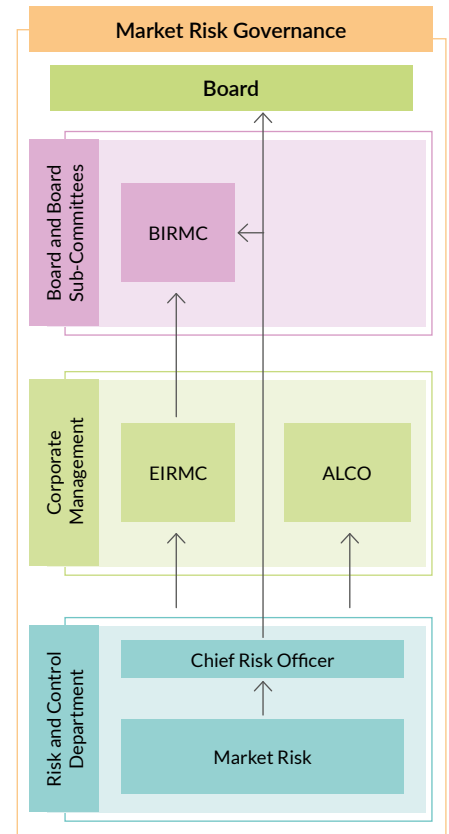 Market Risk Governance
Board
Board and Board
Sub-Committees
BIRMC
Corporate
Management
EIRMC
ALCO
Risk and Control
Department
Chief Risk Officer
Market Risk